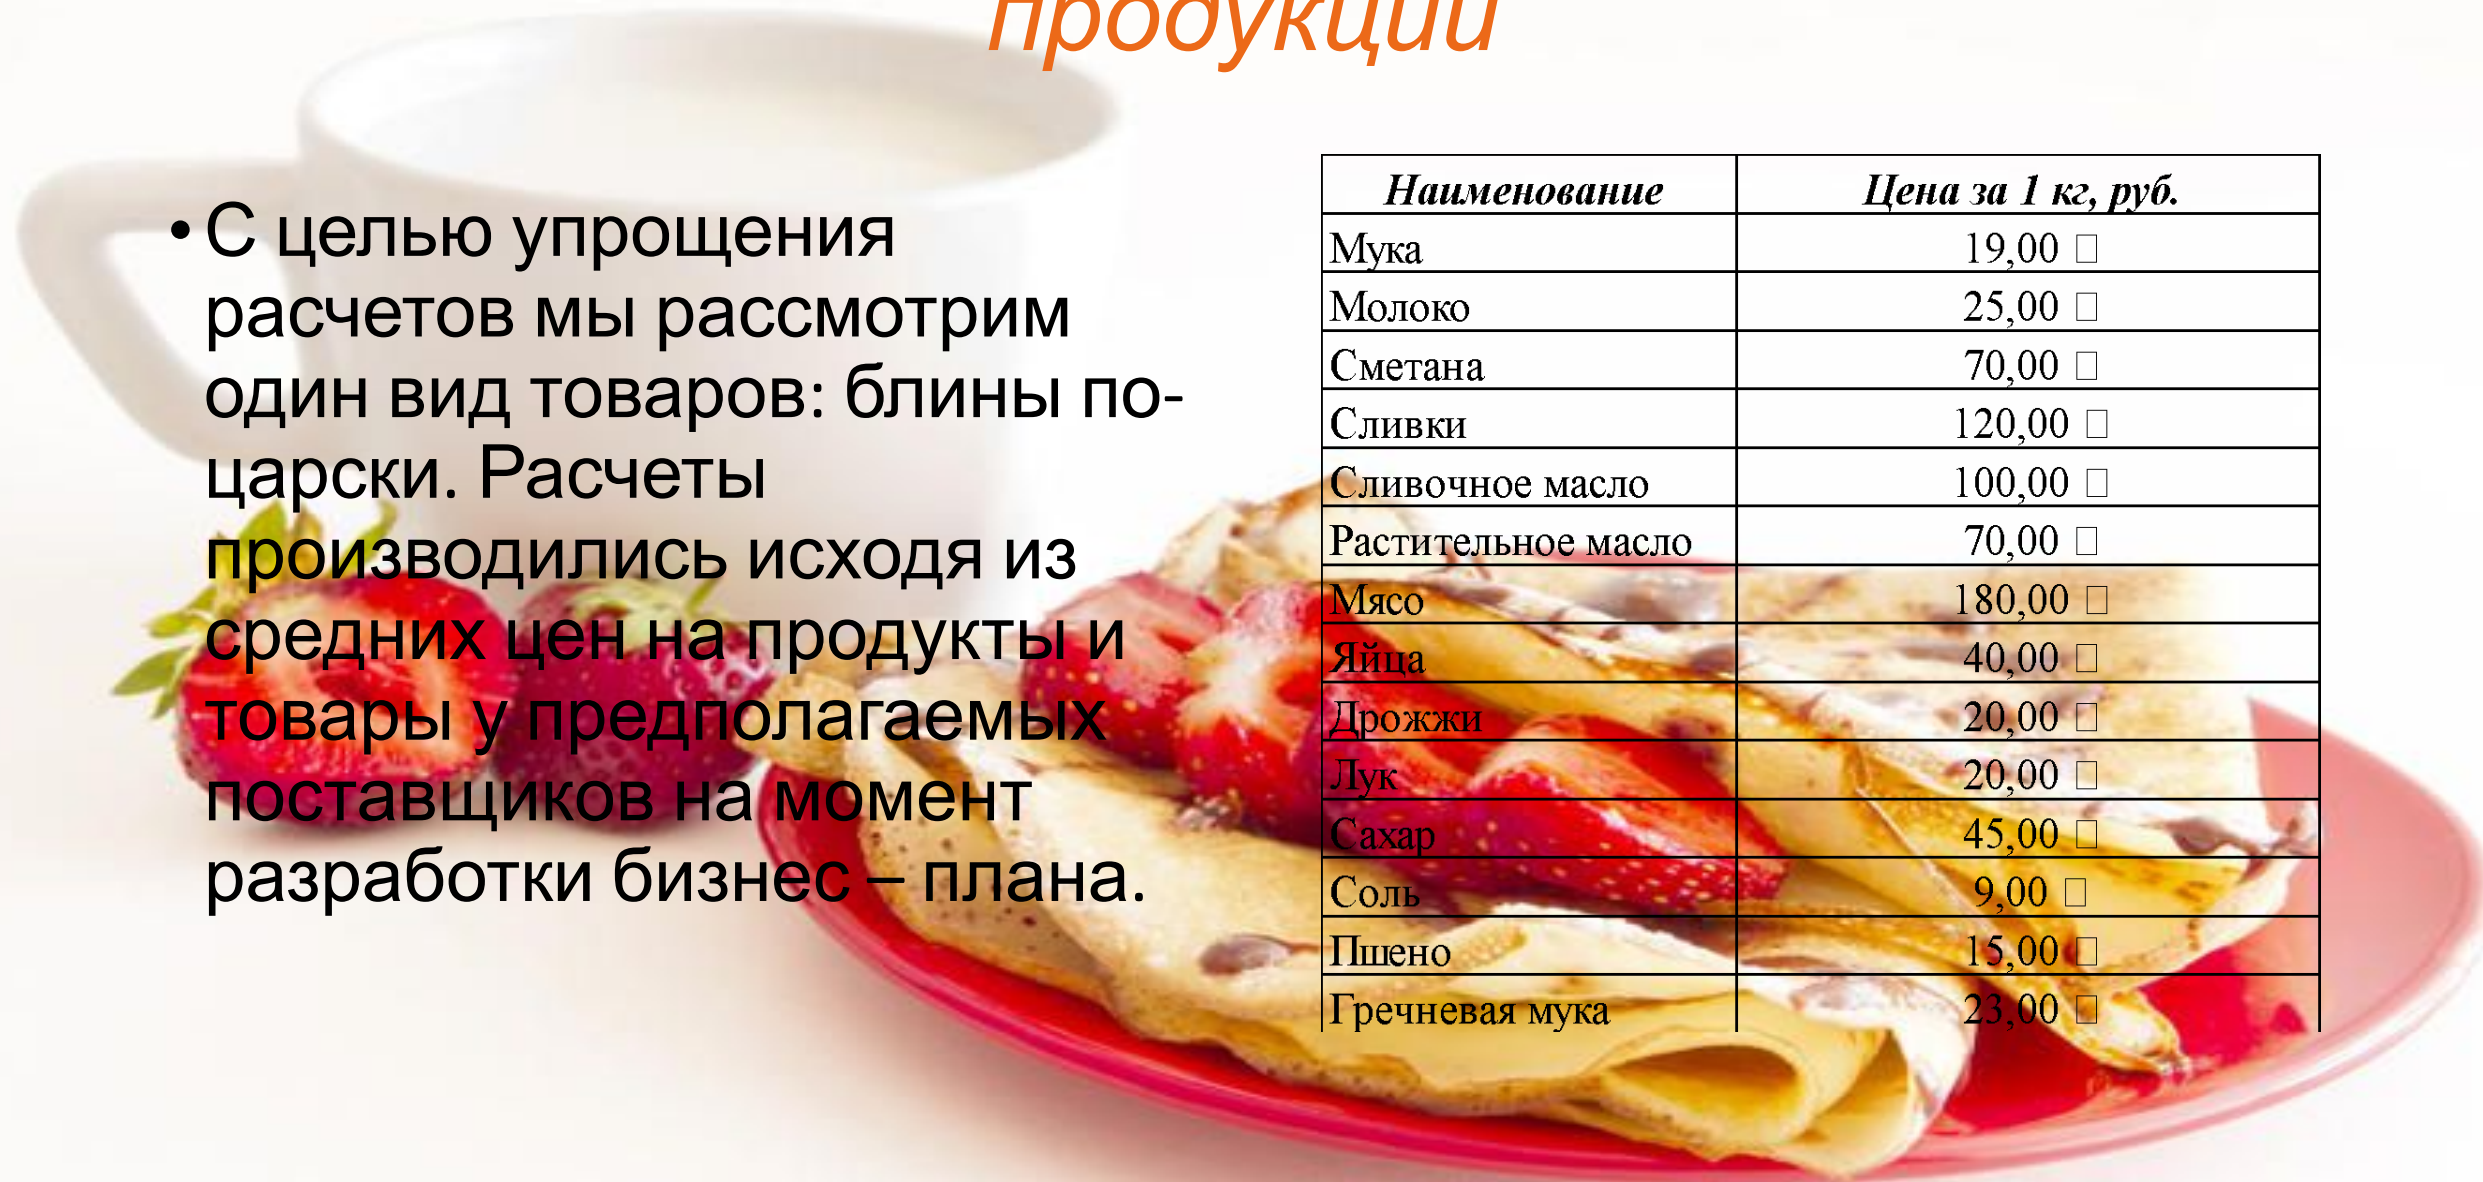 продукции
• С целью упрощения
расчетов мы рассмотрим
один вид товаров: блины по-
царски. Расчеты
производились исходя из
средних цен на продукты и
товары у предполагаемых
поставщиков на момент
разработки бизнес – плана.
Наименование Цена за 1 кг, руб.
Мука 19,00 □
Молоко 25,00 □
Сметана 70,00 □
Сливки 120,00 □
Сливочное масло 100,00 □
Растительное масло 70,00 □
Мясо 180,00 □
Яйца 40,00 □
Дрожжи 20,00 □
Лук 20,00 □
Сахар 45,00 □
Соль 9,00 □
Пшено 15,00 □
Гречневая мука 23,00 □